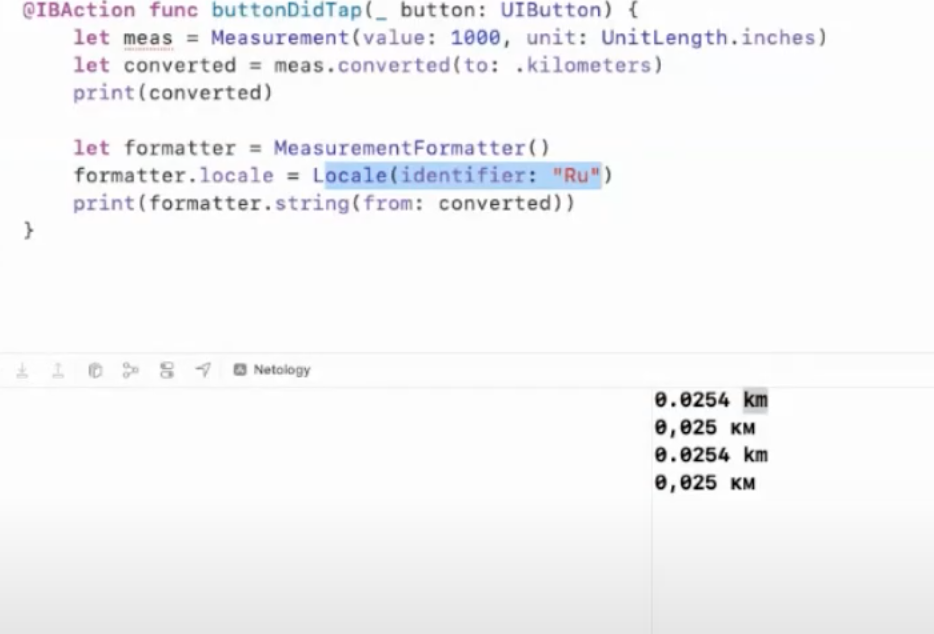 @IBAction func buttonDidTap(_ button: UIButton) {
let meas = Measurement(value: 1000, unit: UnitLength.inches)
let converted = meas.converted(to: .kilometers)
print(converted)
let formatter = MeasurementFormatter()
formatter.locale = Locale(identifier: "Ru")
print(formatter.string(from: converted))
}
Netology
0.0254 km
0,025 км
0.0254 km
0,025 км